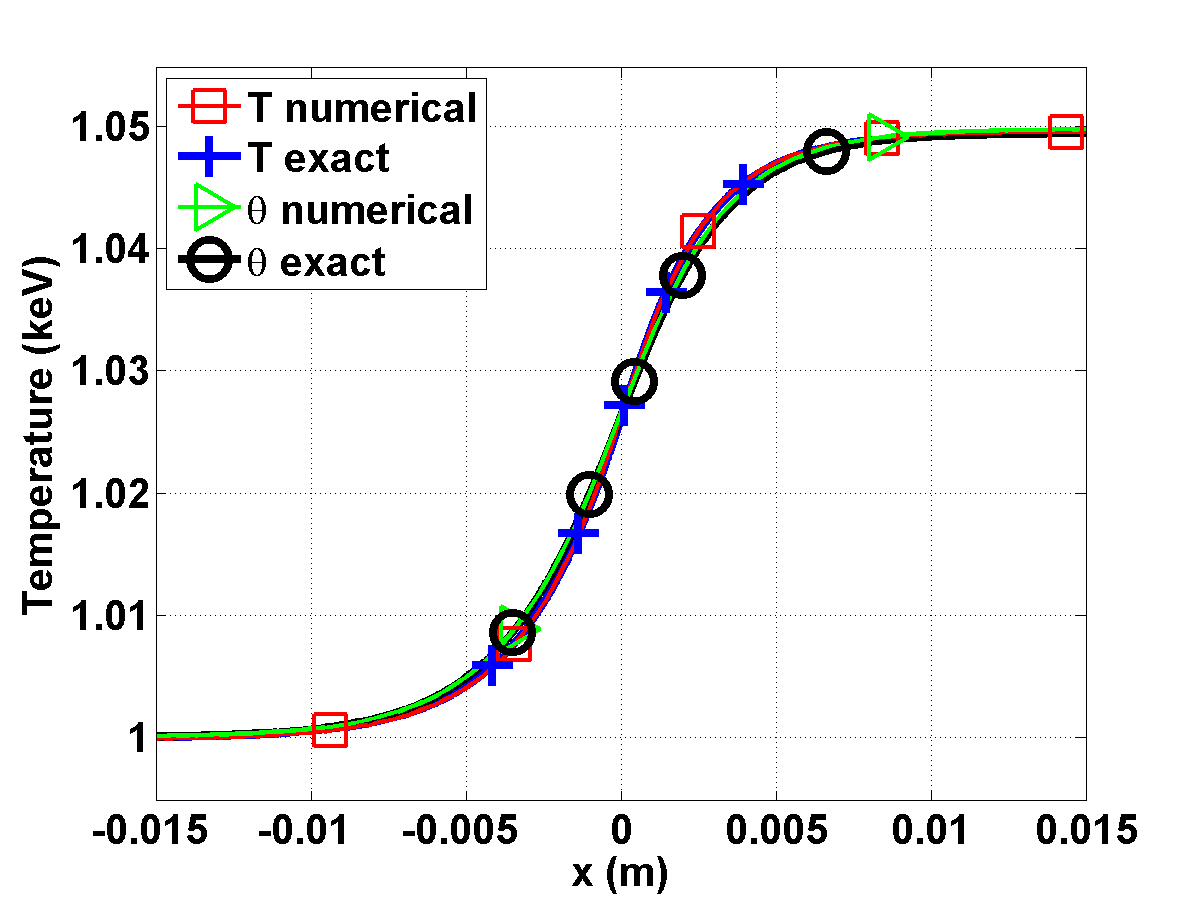 T numerical
T exact
θ numerical
θ exact
1.05
1.04
1.03
1.02
1.01
1
Temperature (keV)
-0.015 -0.01 -0.005 0 0.005 0.01 0.015
x (m)